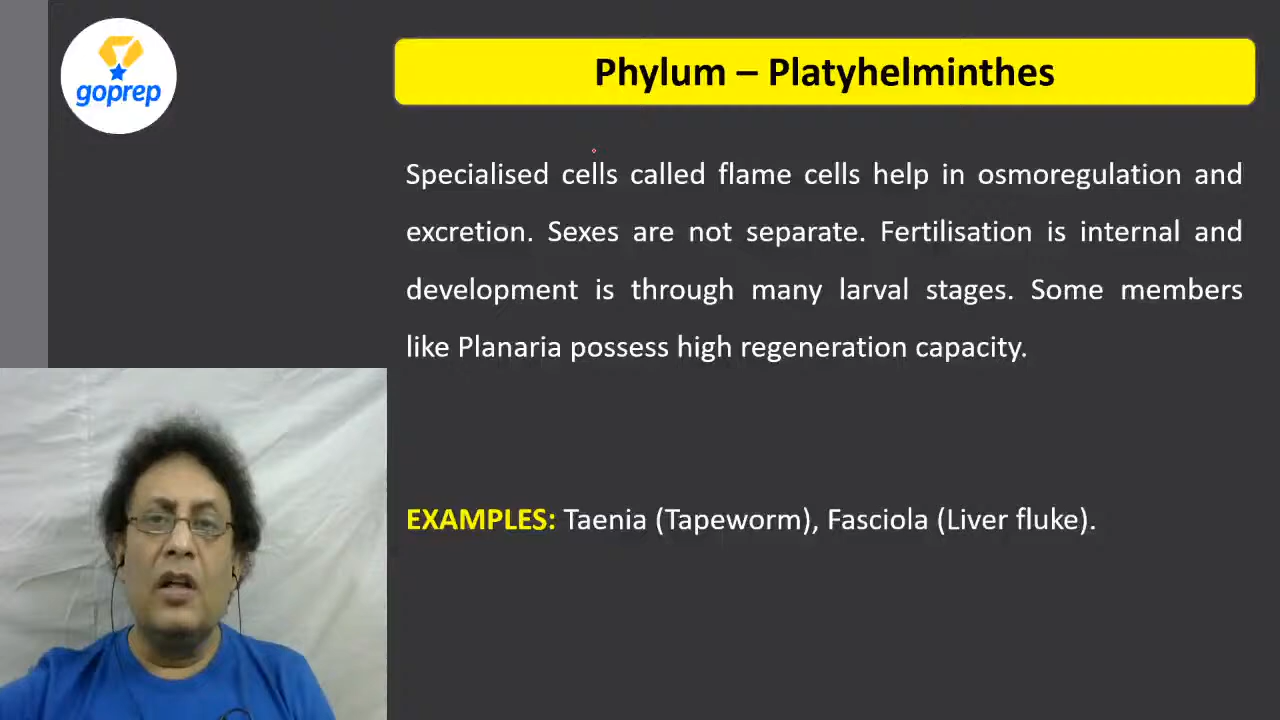 goprep
Phylum – Platyhelminthes
Specialised cells called flame cells help in osmoregulation and
excretion. Sexes are not separate. Fertilisation is internal and
development is through many larval stages. Some members
like Planaria possess high regeneration capacity.
EXAMPLES: Taenia (Tapeworm), Fasciola (Liver fluke).